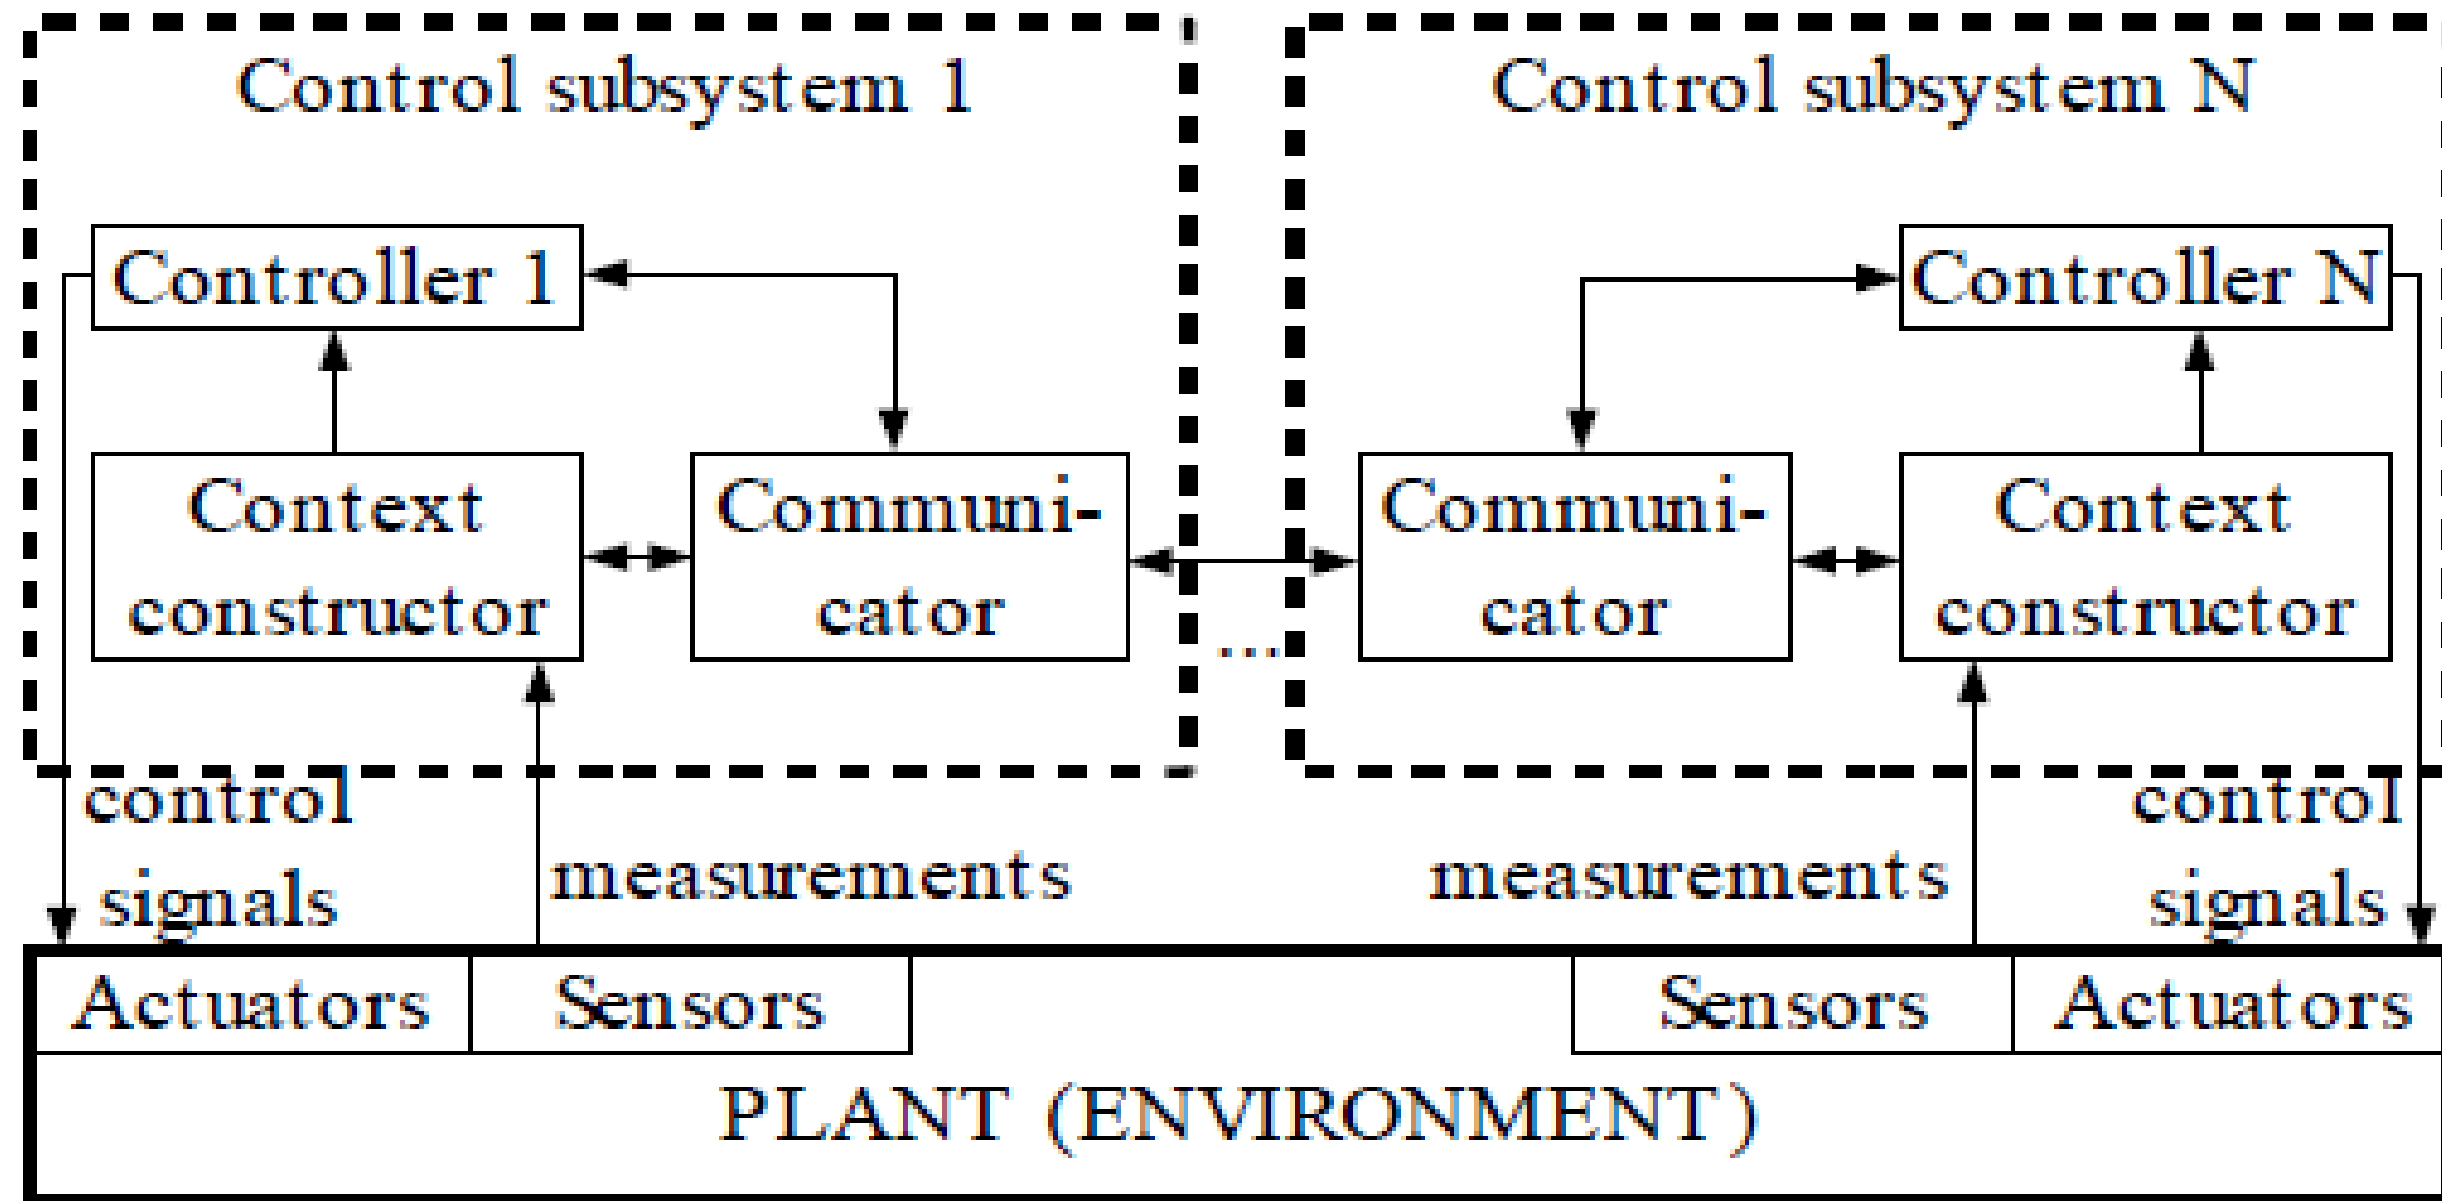 Control subsystem 1
Controller 1
Context
constructor
Communi-
cator
control
signals
measurements
...
Control subsystem N
Controller N
Communi-
cator
Context
constructor
measurements
control
signals
Actuators
Sensors
Sensors
Actuators
PLANT (ENVIRONMENT)